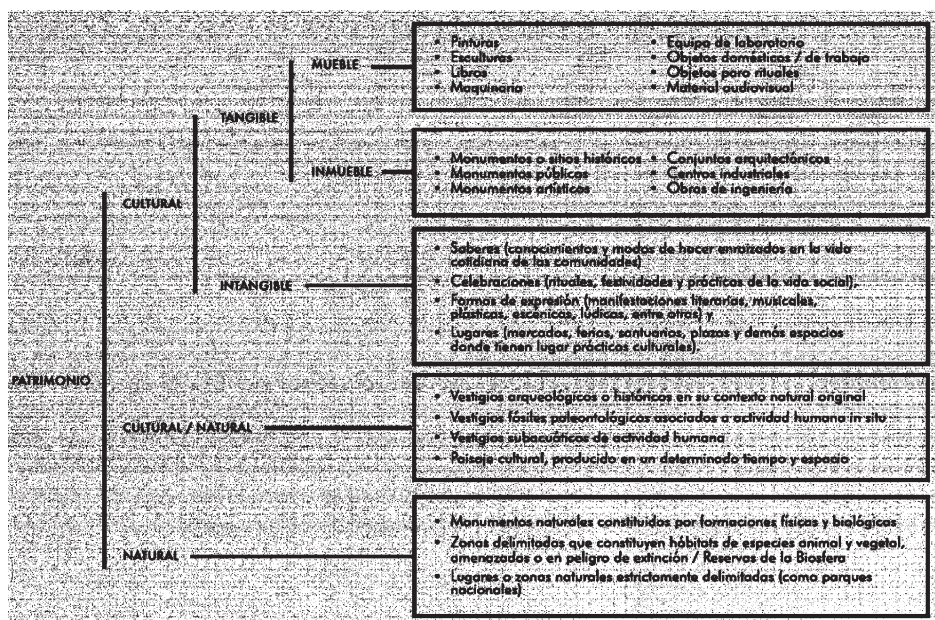 MUEBLE
• Pinturas
• Esculturas
• Libros
• Maquinaria
• Equipo de laboratorio
• Objetos domésticos / de trabajo
• Objetos para rituales
• Material audiovisual
TANGIBLE
INMUEBLE
• Monumentos o sitios históricos
• Monumentos públicos
• Monumentos artísticos
• Conjuntos arquitectónicos
• Centros industriales
• Obras de ingeniería
CULTURAL
INTANGIBLE
• Saberes (conocimientos y modos de hacer enraizados en la vida
cotidiana de las comunidades)
• Celebraciones (rituales, festividades y prácticas de la vida social),
• Formas de expresión (manifestaciones literarias, musicales,
plásticas, escénicas, lúdicas, entre otras) y
• Lugares (mercados, ferias, santuarios, plazas y demás espacios
donde tienen lugar prácticas culturales).
PATRIMONIO
CULTURAL / NATURAL
• Vestigios arqueológicos o históricos en su contexto natural original
• Vestigios fósiles paleontológicos asociados a actividad humana in situ
• Vestigios subacuáticos de actividad humana
• Paisaje cultural, producido en un determinado tiempo y espacio
NATURAL
• Monumentos naturales constituidos por formaciones físicas y biológicas
• Zonas delimitadas que constituyen hábitats de especies animal y vegetal,
amenazadas o en peligro de extinción / Reservas de la Biosfera
• Lugares o zonas naturales estrictamente delimitadas (como parques
nacionales)